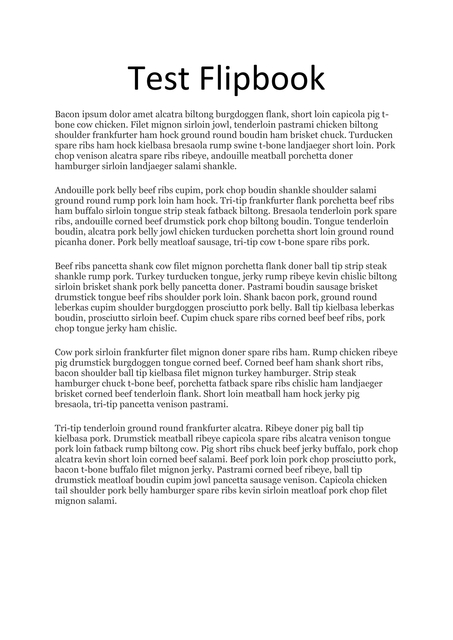 Test Flipbook
Bacon ipsum dolor amet alcatra biltong burgdoggen flank, short loin capicola pig t-
bone cow chicken. Filet mignon sirloin jowl, tenderloin pastrami chicken biltong
shoulder frankfurter ham hock ground round boudin ham brisket chuck. Turducken
spare ribs ham hock kielbasa bresaola rump swine t-bone landjaeger short loin. Pork
chop venison alcatra spare ribs ribeye, andouille meatball porchetta doner
hamburger sirloin landjaeger salami shankle.
Andouille pork belly beef ribs cupim, pork chop boudin shankle shoulder salami
ground round rump pork loin ham hock. Tri-tip frankfurter flank porchetta beef ribs
ham buffalo sirloin tongue strip steak fatback biltong. Bresaola tenderloin pork spare
ribs, andouille corned beef drumstick pork chop biltong boudin. Tongue tenderloin
boudin, alcatra pork belly jowl chicken turducken porchetta short loin ground round
picanha doner. Pork belly meatloaf sausage, tri-tip cow t-bone spare ribs pork.
Beef ribs pancetta shank cow filet mignon porchetta flank doner ball tip strip steak
shankle rump pork. Turkey turducken tongue, jerky rump ribeye kevin chislic biltong
sirloin brisket shank pork belly pancetta doner. Pastrami boudin sausage brisket
drumstick tongue beef ribs shoulder pork loin. Shank bacon pork, ground round
leberkas cupim shoulder burgdoggen prosciutto pork belly. Ball tip kielbasa leberkas
boudin, prosciutto sirloin beef. Cupim chuck spare ribs corned beef beef ribs, pork
chop tongue jerky ham chislic.
Cow pork sirloin frankfurter filet mignon doner spare ribs ham. Rump chicken ribeye
pig drumstick burgdoggen tongue corned beef. Corned beef ham shank short ribs,
bacon shoulder ball tip kielbasa filet mignon turkey hamburger. Strip steak
hamburger chuck t-bone beef, porchetta fatback spare ribs chislic ham landjaeger
brisket corned beef tenderloin flank. Short loin meatball ham hock jerky pig
bresaola, tri-tip pancetta venison pastrami.
Tri-tip tenderloin ground round frankfurter alcatra. Ribeye doner pig ball tip
kielbasa pork. Drumstick meatball ribeye capicola spare ribs alcatra venison tongue
pork loin fatback rump biltong cow. Pig short ribs chuck beef jerky buffalo, pork chop
alcatra kevin short loin corned beef salami. Beef pork loin pork chop prosciutto pork,
bacon t-bone buffalo filet mignon jerky. Pastrami corned beef ribeye, ball tip
drumstick meatloaf boudin cupim jowl pancetta sausage venison. Capicola chicken
tail shoulder pork belly hamburger spare ribs kevin sirloin meatloaf pork chop filet
mignon salami.